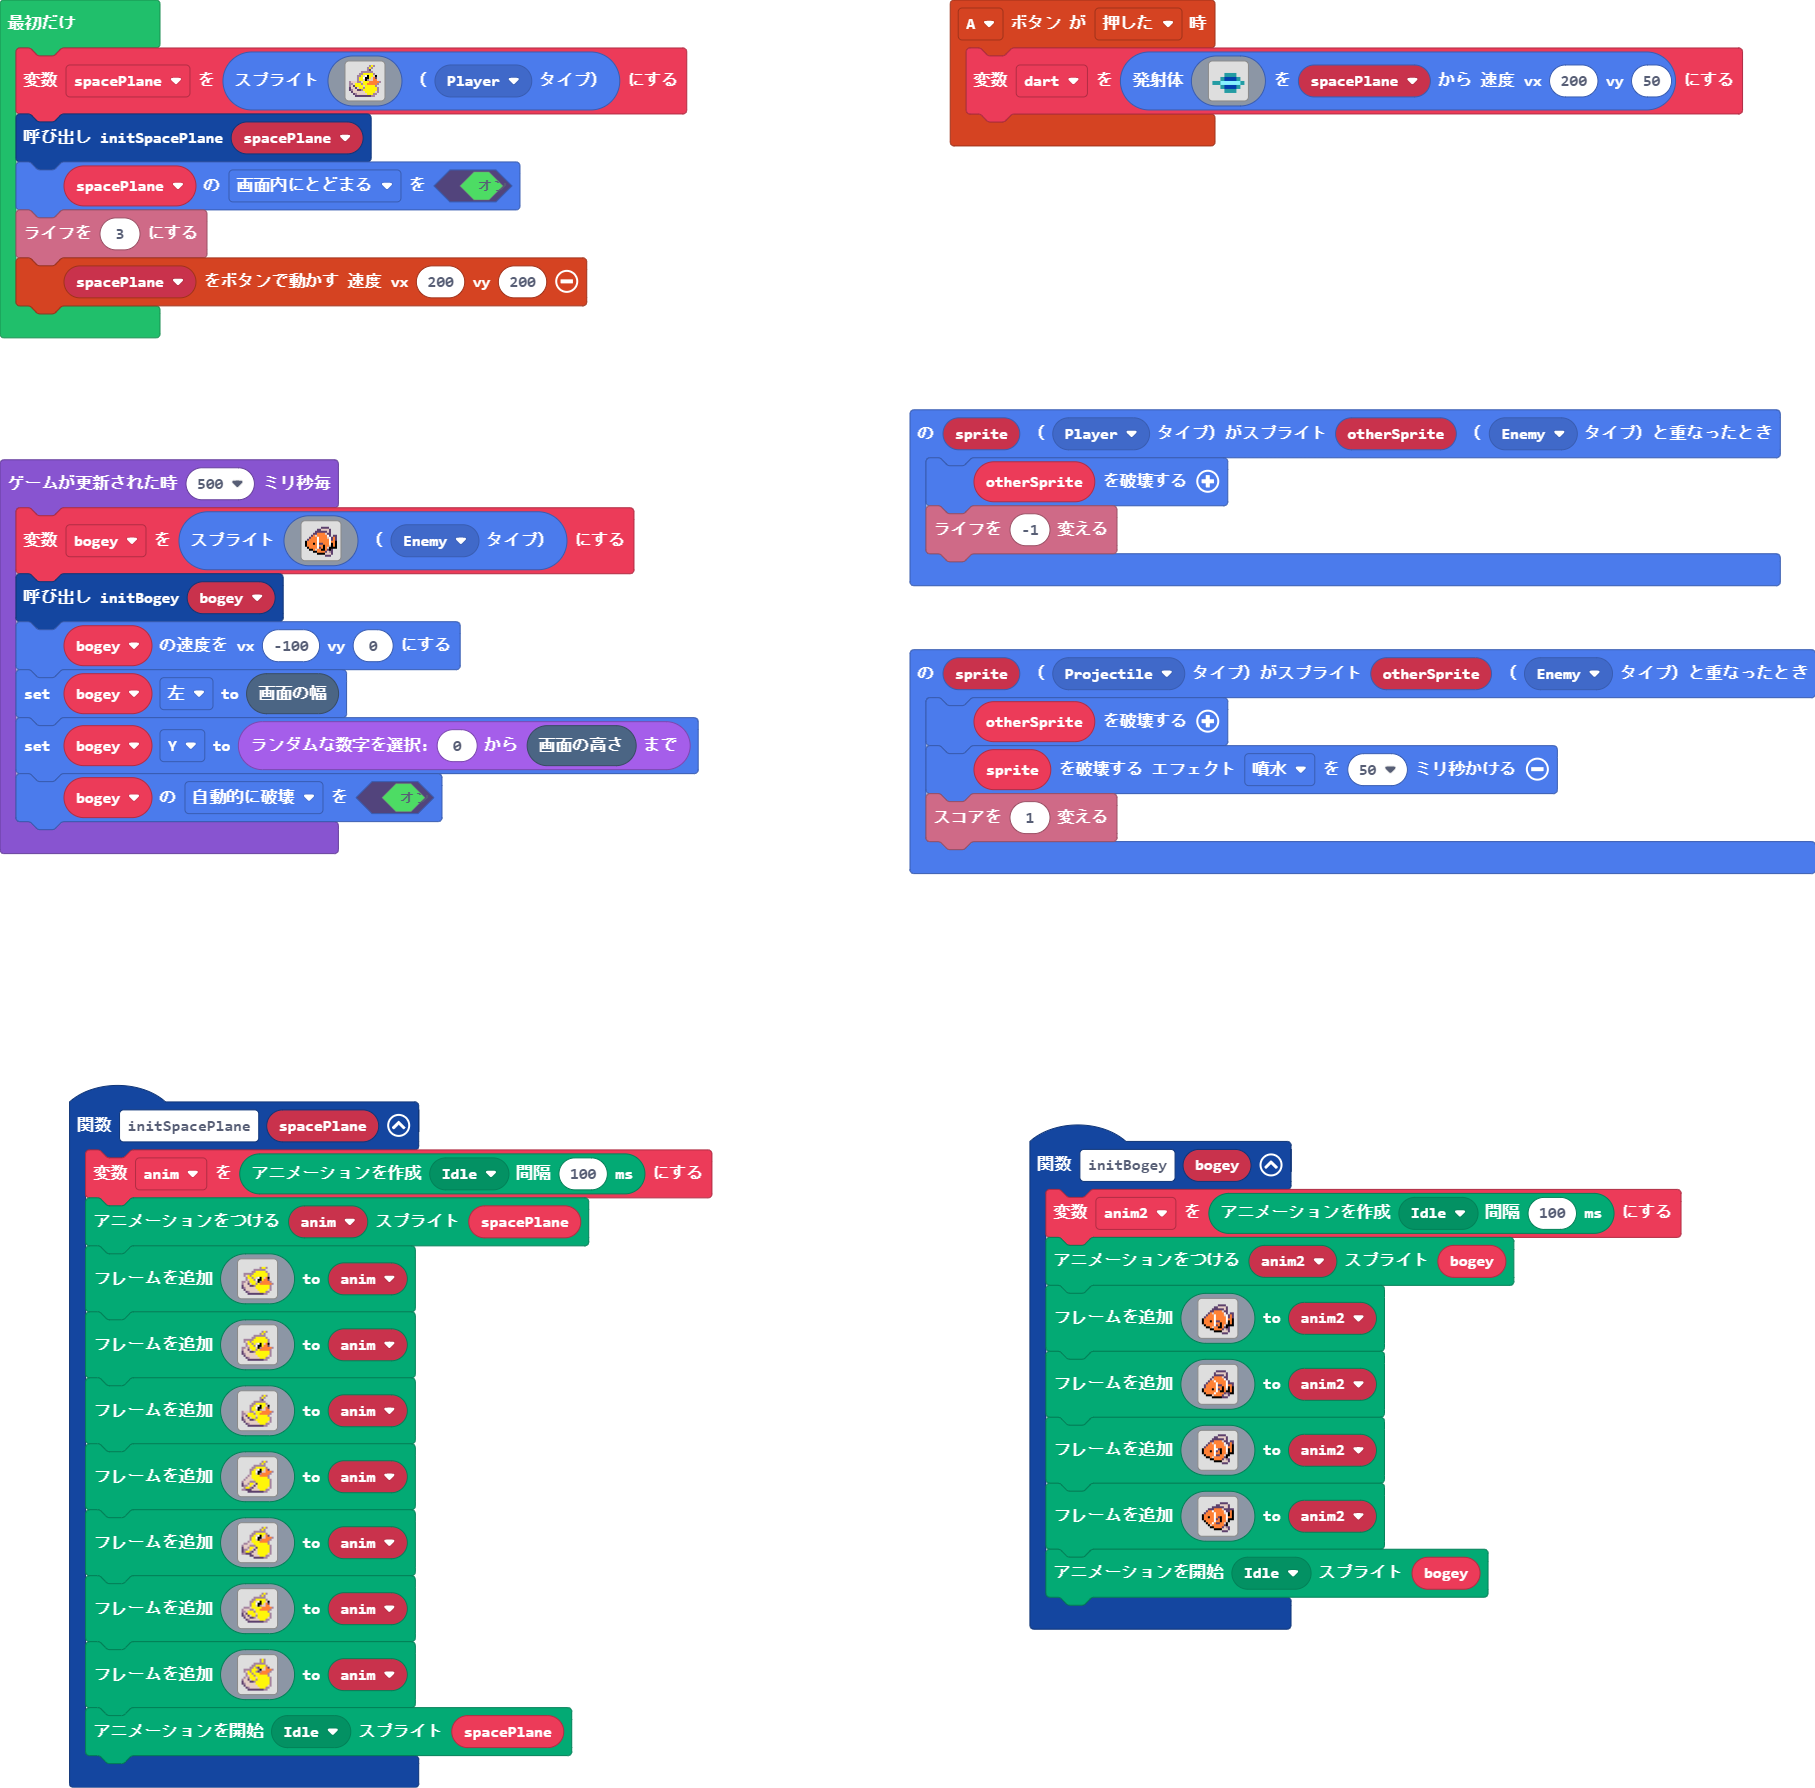 最初だけ
変数 spacePlane を スプライト ( Player タイプ) にする
呼び出し initSpacePlane spacePlane
spacePlane の 画面内にとどまる を
ライフを 3 にする
spacePlane をボタンで動かす 速度 vx 200 vy 200
A ボタン が 押した 時
変数 dart を 発射体 を spacePlane から 速度 vx 200 vy 50 にする
ゲームが更新された時 500 ミリ秒毎
変数 bogey を スプライト ( Enemy タイプ) にする
呼び出し initBogey bogey
bogey の速度を vx -100 vy 0 にする
set bogey 左 to 画面の幅
set bogey Y to ランダムな数字を選択: 0 から 画面の高さ まで
bogey の 自動的に破壊 を
の sprite ( Player タイプ) がスプライト otherSprite ( Enemy タイプ) と重なったとき
otherSprite を破壊する
ライフを -1 変える
の sprite ( Projectile タイプ) がスプライト otherSprite ( Enemy タイプ) と重なったとき
otherSprite を破壊する
sprite を破壊する エフェクト 噴水 を 50 ミリ秒かける
スコアを 1 変える
関数 initSpacePlane spacePlane
変数 anim を アニメーションを作成 Idle 間隔 100 ms にする
アニメーションをつける anim スプライト spacePlane
フレームを追加 to anim
フレームを追加 to anim
フレームを追加 to anim
フレームを追加 to anim
フレームを追加 to anim
フレームを追加 to anim
フレームを追加 to anim
アニメーションを開始 Idle スプライト spacePlane
関数 initBogey bogey
変数 anim2 を アニメーションを作成 Idle 間隔 100 ms にする
アニメーションをつける anim2 スプライト bogey
フレームを追加 to anim2
フレームを追加 to anim2
フレームを追加 to anim2
フレームを追加 to anim2
アニメーションを開始 Idle スプライト bogey